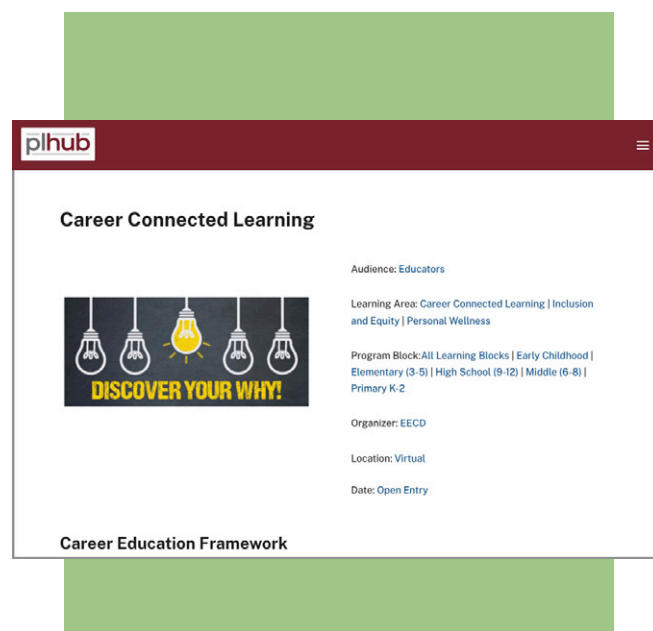 plhub
Career Connected Learning
DISCOVER YOUR WHY!
Audience: Educators
Learning Area: Career Connected Learning | Inclusion
and Equity | Personal Wellness
Program Block:All Learning Blocks | Early Childhood |
Elementary (3-5) | High School (9-12) | Middle (6-8) |
Primary K-2
Organizer: EECD
Location: Virtual
Date: Open Entry
Career Education Framework